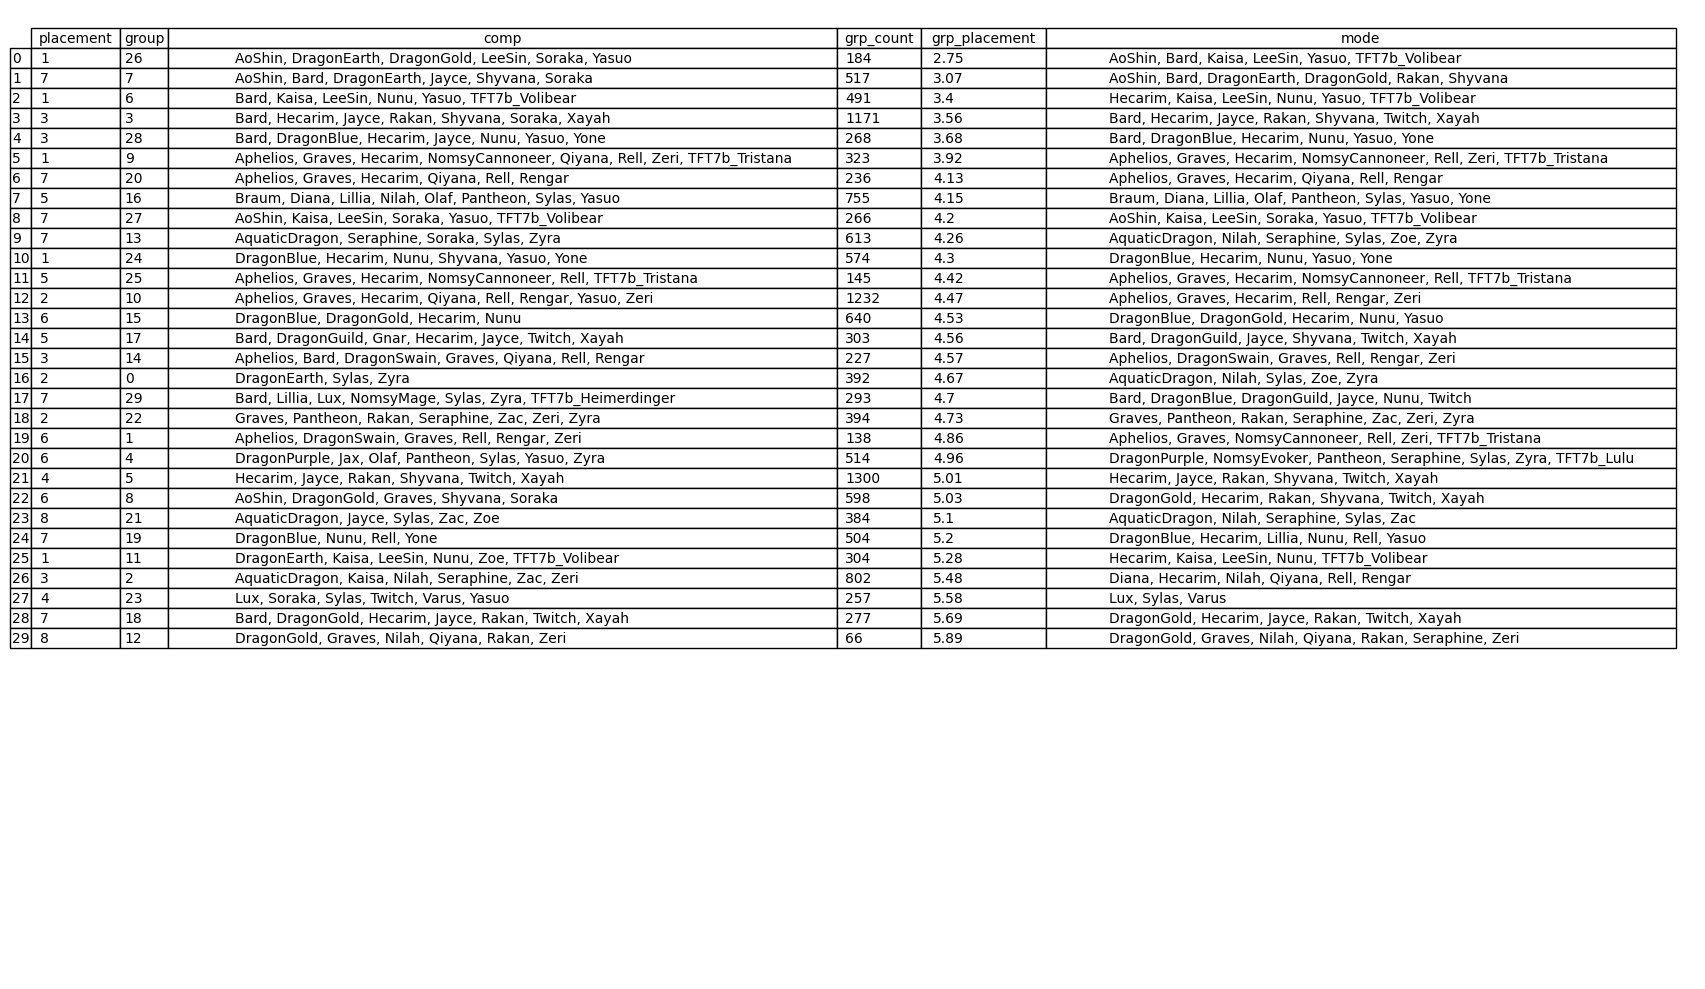 placement group comp grp_count grp_placement mode
0 1 26 AoShin, DragonEarth, DragonGold, LeeSin, Soraka, Yasuo 184 2.75 AoShin, Bard, Kaisa, LeeSin, Yasuo, TFT7b_Volibear
1 7 7 AoShin, Bard, DragonEarth, Jayce, Shyvana, Soraka 517 3.07 AoShin, Bard, DragonEarth, DragonGold, Rakan, Shyvana
2 1 6 Bard, Kaisa, LeeSin, Nunu, Yasuo, TFT7b_Volibear 491 3.4 Hecarim, Kaisa, LeeSin, Nunu, Yasuo, TFT7b_Volibear
3 3 3 Bard, Hecarim, Jayce, Rakan, Shyvana, Soraka, Xayah 1171 3.56 Bard, Hecarim, Jayce, Rakan, Shyvana, Twitch, Xayah
4 3 28 Bard, DragonBlue, Hecarim, Jayce, Nunu, Yasuo, Yone 268 3.68 Bard, DragonBlue, Hecarim, Nunu, Yasuo, Yone
5 1 9 Aphelios, Graves, Hecarim, NomsyCannoneer, Qiyana, Rell, Zeri, TFT7b_Tristana 323 3.92 Aphelios, Graves, Hecarim, NomsyCannoneer, Rell, Zeri, TFT7b_Tristana
6 7 20 Aphelios, Graves, Hecarim, Qiyana, Rell, Rengar 236 4.13 Aphelios, Graves, Hecarim, Qiyana, Rell, Rengar
7 5 16 Braum, Diana, Lillia, Nilah, Olaf, Pantheon, Sylas, Yasuo 755 4.15 Braum, Diana, Lillia, Olaf, Pantheon, Sylas, Yasuo, Yone
8 7 27 AoShin, Kaisa, LeeSin, Soraka, Yasuo, TFT7b_Volibear 266 4.2 AoShin, Kaisa, LeeSin, Soraka, Yasuo, TFT7b_Volibear
9 7 13 AquaticDragon, Seraphine, Soraka, Sylas, Zyra 613 4.26 AquaticDragon, Nilah, Seraphine, Sylas, Zoe, Zyra
10 1 24 DragonBlue, Hecarim, Nunu, Shyvana, Yasuo, Yone 574 4.3 DragonBlue, Hecarim, Nunu, Yasuo, Yone
11 5 25 Aphelios, Graves, Hecarim, NomsyCannoneer, Rell, TFT7b_Tristana 145 4.42 Aphelios, Graves, Hecarim, NomsyCannoneer, Rell, TFT7b_Tristana
12 2 10 Aphelios, Graves, Hecarim, Qiyana, Rell, Rengar, Yasuo, Zeri 1232 4.47 Aphelios, Graves, Hecarim, Rell, Rengar, Zeri
13 6 15 DragonBlue, DragonGold, Hecarim, Nunu 640 4.53 DragonBlue, DragonGold, Hecarim, Nunu, Yasuo
14 5 17 Bard, DragonGuild, Gnar, Hecarim, Jayce, Twitch, Xayah 303 4.56 Bard, DragonGuild, Jayce, Shyvana, Twitch, Xayah
15 3 14 Aphelios, Bard, DragonSwain, Graves, Qiyana, Rell, Rengar 227 4.57 Aphelios, DragonSwain, Graves, Rell, Rengar, Zeri
16 2 0 DragonEarth, Sylas, Zyra 392 4.67 AquaticDragon, Nilah, Sylas, Zoe, Zyra
17 7 29 Bard, Lillia, Lux, NomsyMage, Sylas, Zyra, TFT7b_Heimerdinger 293 4.7 Bard, DragonBlue, DragonGuild, Jayce, Nunu, Twitch
18 2 22 Graves, Pantheon, Rakan, Seraphine, Zac, Zeri, Zyra 394 4.73 Graves, Pantheon, Rakan, Seraphine, Zac, Zeri, Zyra
19 6 1 Aphelios, DragonSwain, Graves, Rell, Rengar, Zeri 138 4.86 Aphelios, Graves, NomsyCannoneer, Rell, Zeri, TFT7b_Tristana
20 6 4 DragonPurple, Jax, Olaf, Pantheon, Sylas, Yasuo, Zyra 514 4.96 DragonPurple, NomsyEvoker, Pantheon, Seraphine, Sylas, Zyra, TFT7b_Lulu
21 4 5 Hecarim, Jayce, Rakan, Shyvana, Twitch, Xayah 1300 5.01 Hecarim, Jayce, Rakan, Shyvana, Twitch, Xayah
22 6 8 AoShin, DragonGold, Graves, Shyvana, Soraka 598 5.03 DragonGold, Hecarim, Rakan, Shyvana, Twitch, Xayah
23 8 21 AquaticDragon, Jayce, Sylas, Zac, Zoe 384 5.1 AquaticDragon, Nilah, Seraphine, Sylas, Zac
24 7 19 DragonBlue, Nunu, Rell, Yone 504 5.2 DragonBlue, Hecarim, Lillia, Nunu, Rell, Yasuo
25 1 11 DragonEarth, Kaisa, LeeSin, Nunu, Zoe, TFT7b_Volibear 304 5.28 Hecarim, Kaisa, LeeSin, Nunu, TFT7b_Volibear
26 3 2 AquaticDragon, Kaisa, Nilah, Seraphine, Zac, Zeri 802 5.48 Diana, Hecarim, Nilah, Qiyana, Rell, Rengar
27 4 23 Lux, Soraka, Sylas, Twitch, Varus, Yasuo 257 5.58 Lux, Sylas, Varus
28 7 18 Bard, DragonGold, Hecarim, Jayce, Rakan, Twitch, Xayah 277 5.69 DragonGold, Hecarim, Jayce, Rakan, Twitch, Xayah
29 8 12 DragonGold, Graves, Nilah, Qiyana, Rakan, Zeri 66 5.89 DragonGold, Graves, Nilah, Qiyana, Rakan, Seraphine, Zeri